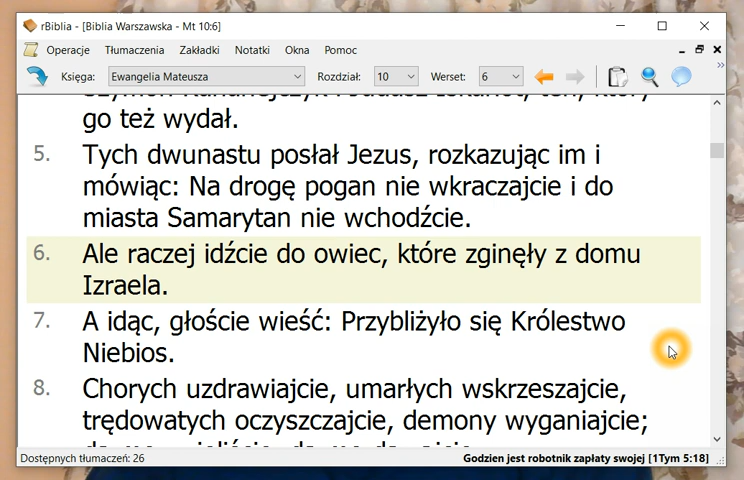 rBiblia - [Biblia Warszawska - Mt 10:6]
Operacje Tłumaczenia Zakładki Notatki Okna Pomoc
Księga: Ewangelia Mateusza Rozdział: 10 Werset: 6
go też wydał.
5. Tych dwunastu posłał Jezus, rozkazując im i
mówiąc: Na drogę pogan nie wkraczajcie i do
miasta Samarytan nie wchodźcie.
6. Ale raczej idźcie do owiec, które zginęły z domu
Izraela.
7. A idąc, głoście wieść: Przybliżyło się Królestwo
Niebios.
8. Chorych uzdrawiajcie, umarłych wskrzeszajcie,
trędowatych oczyszczajcie, demony wyganiajcie;
Dostępnych tłumaczeń: 26 Godzien jest robotnik zapłaty swojej [1Tym 5:18]